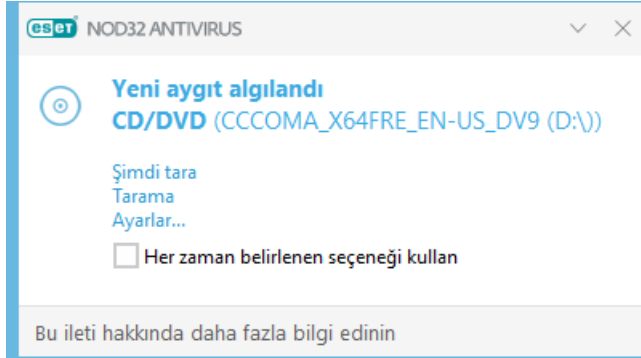 eseT NOD32 ANTIVIRUS
Yeni aygıt algılandı
CD/DVD (CCCOMA_X64FRE_EN-US_DV9 (D:\))
Şimdi tara
Tarama
Ayarlar...
Her zaman belirlenen seçeneği kullan
Bu ileti hakkında daha fazla bilgi edinin